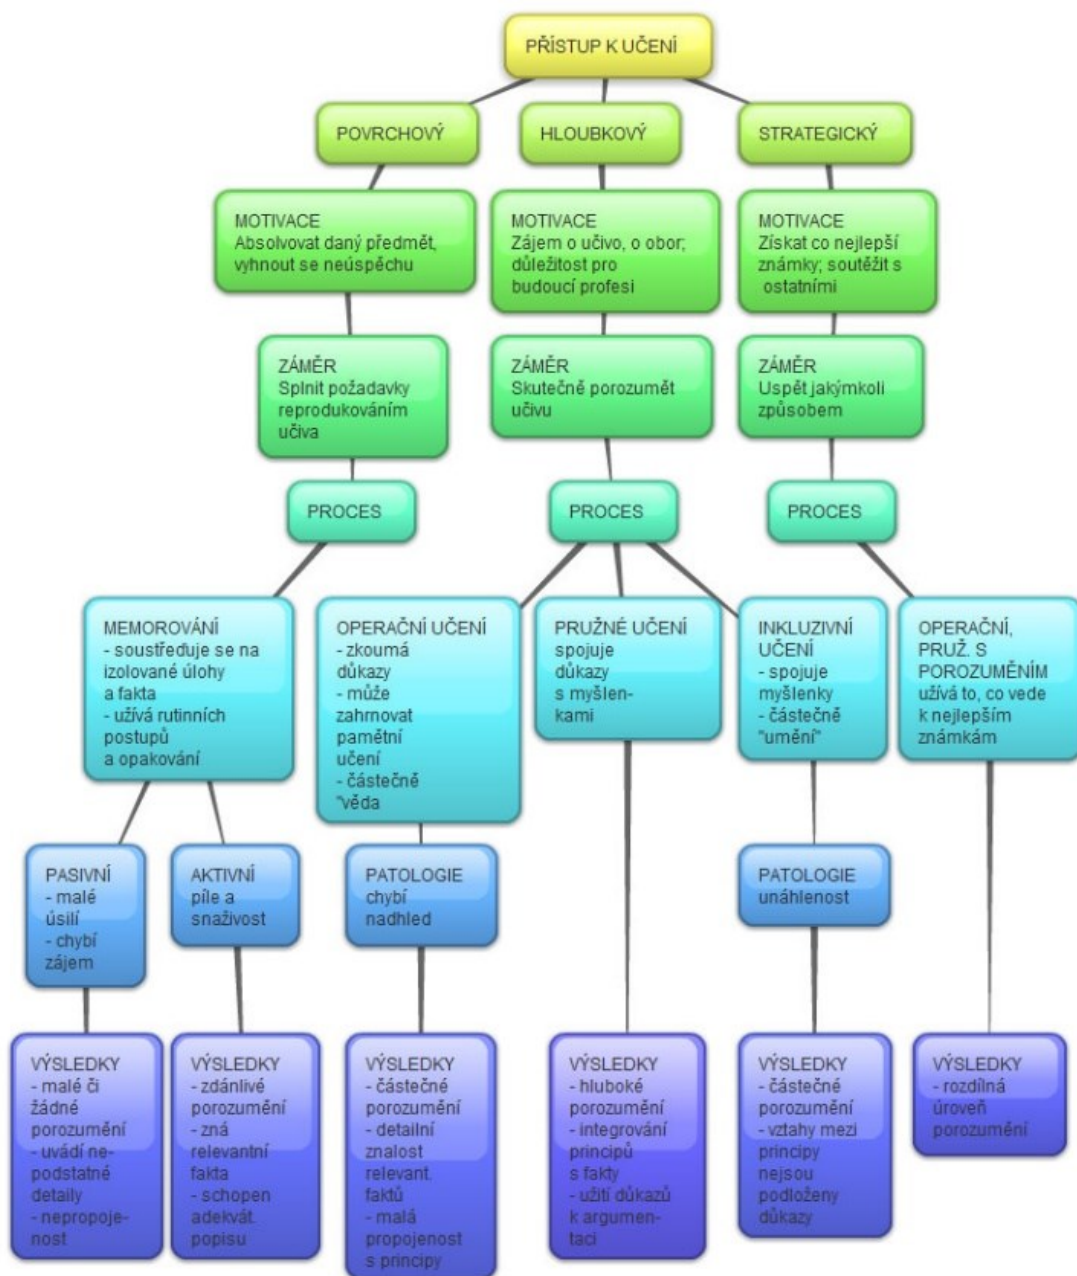 PŘÍSTUP K UČENÍ
POVRCHOVÝ
HLOUBKOVÝ
STRATEGICKÝ
MOTIVACE
Absolvovat daný předmět,
vyhnout se neúspěchu
MOTIVACE
Zájem o učivo, o obor;
důležitost pro
budoucí profesi
MOTIVACE
Získat co nejlepší
známky; soutěžit s
ostatními
ZÁMĚR
Splnit požadavky
reprodukováním
učiva
ZÁMĚR
Skutečně porozumět
učivu
ZÁMĚR
Uspět jakýmkoli
způsobem
PROCES
PROCES
PROCES
MEMOROVÁNÍ
- soustřeďuje se na
izolované úlohy
a fakta
- užívá rutinních
postupů
a opakování
OPERAČNÍ UČENÍ
- zkoumá
důkazy
- může
zahrnovat
pamětní
učení
- částečně
"věda
PRUŽNÉ UČENÍ
spojuje
důkazy
s myšlen-
kami
INKLUZIVNÍ
UČENÍ
- spojuje
myšlenky
- částečně
"umění"
OPERAČNÍ,
PRUŽ. S
POROZUMĚNÍM
užívá to, co vede
k nejlepším
známkám
PASIVNÍ
- malé
úsilí
- chybí
zájem
AKTIVNÍ
píle a
snaživost
PATOLOGIE
chybí
nadhled
PATOLOGIE
unáhlenost
VÝSLEDKY
- malé či
žádné
porozumění
- uvádí ne-
podstatné
detaily
- nepropoje-
nost
VÝSLEDKY
- zdánlivé
porozumění
- zná
relevantní
fakta
- schopen
adekvát.
popisu
VÝSLEDKY
- částečné
porozumění
- detailní
znalost
relevant.
faktů
- malá
propojenost
s principy
VÝSLEDKY
- hluboké
porozumění
- integrování
principů
s fakty
- užití důkazů
k argumen-
taci
VÝSLEDKY
- částečné
porozumění
- vztahy mezi
principy
nejsou
podloženy
důkazy
VÝSLEDKY
- rozdílná
úroveň
porozumění